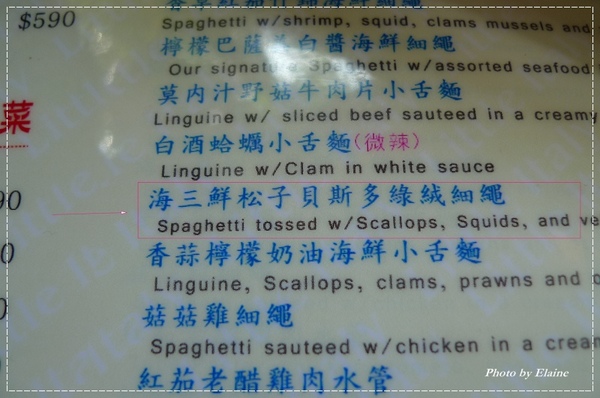 $590
Spaghetti w/shrimp, squid, clams mussels and
檸檬巴薩米白醬海鮮細繩
Our signature Spaghetti w/assorted seafood
莫內汁野菇牛肉片小舌麵
Linguine w/ sliced beef sauteed in a creamy
白酒蛤蠣小舌麵(微辣)
菜
Linguine w/Clam in white sauce
海三鮮松子貝斯多綠絨細繩
90
Spaghetti tossed w/Scallops, Squids, and ve
香蒜檸檬奶油海鮮小舌麵
0
Linguine, Scallops, clams, prawns and
菇菇雞細繩
Spaghetti sauteed w/chicken in a cream
紅茄老醋雞肉水管
Photo by Elaine